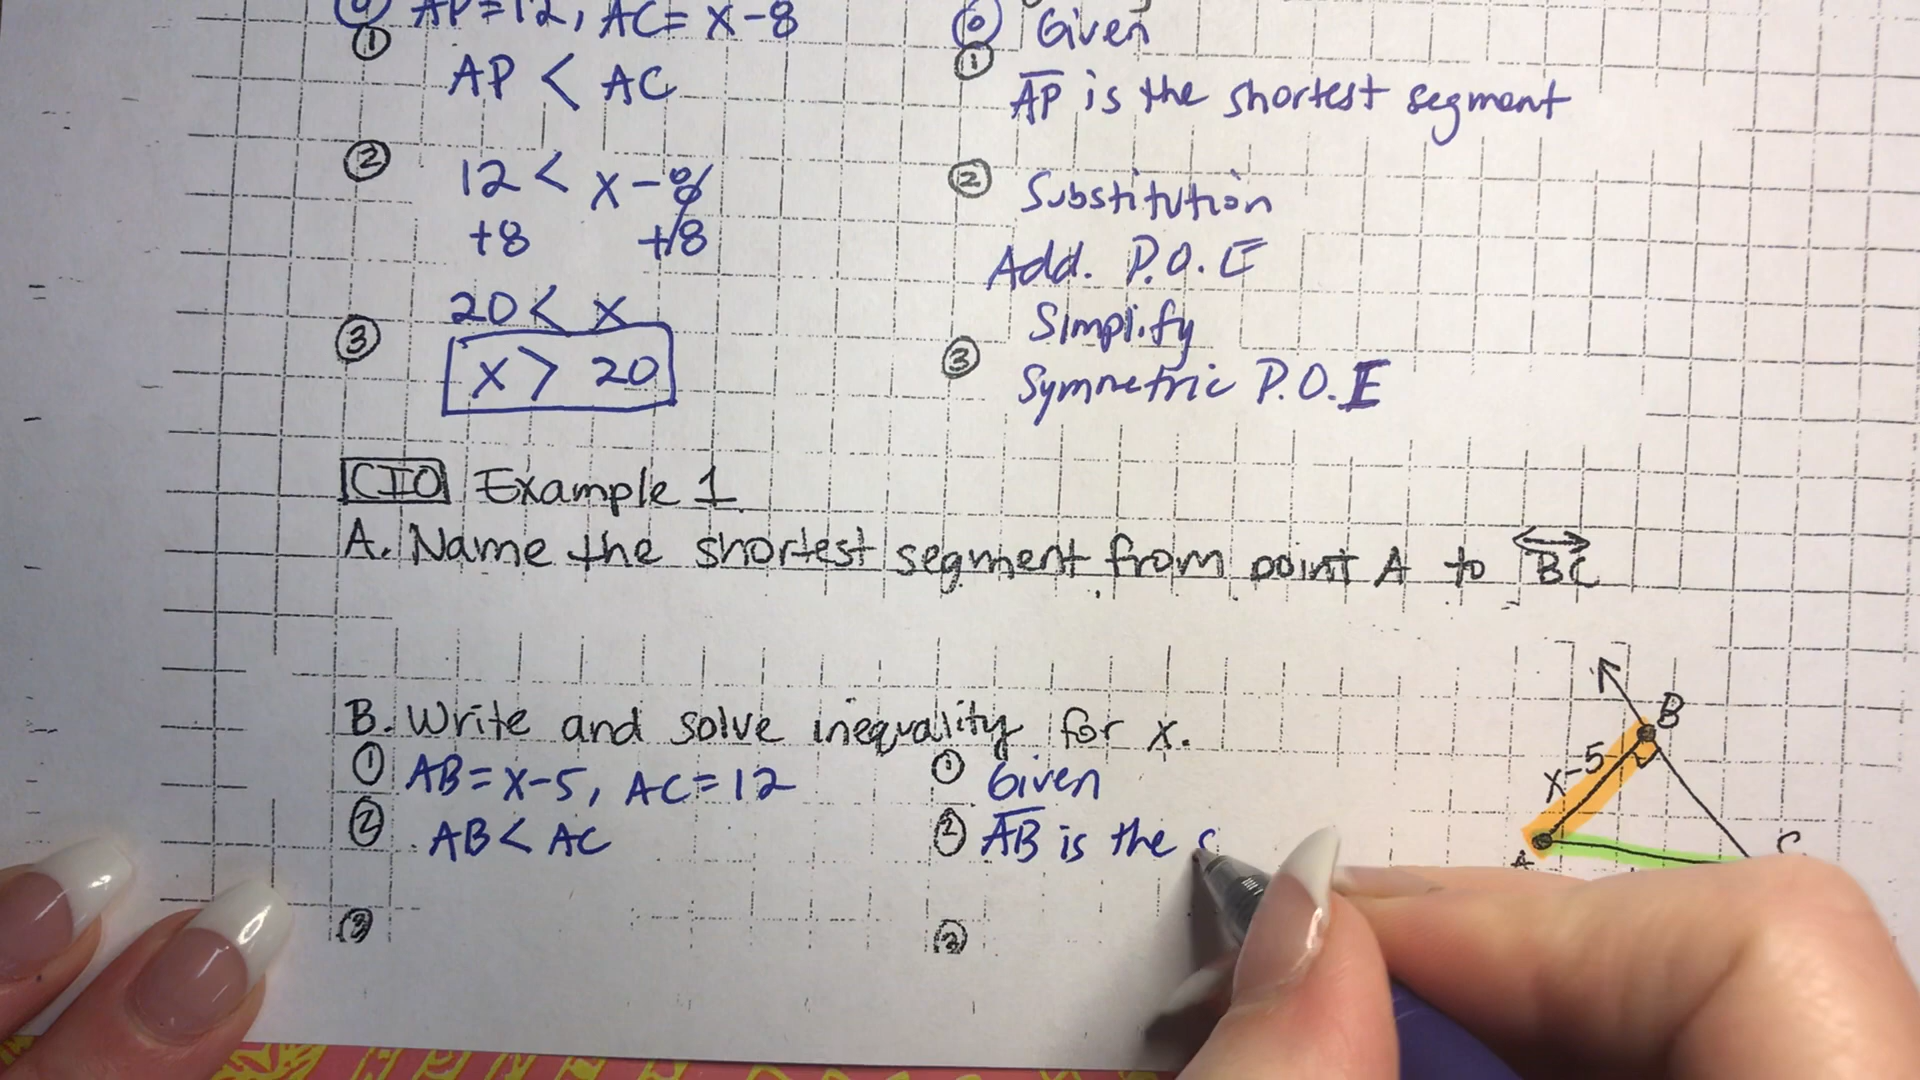 ⓪ AP=12, AC= x-8
⓪ Given
① AP < AC
① AP is the shortest segment
② 12 < x-8
② Substitution
+8 +8
Add. P.O.E
20 < x
Simplify
③ x > 20
③ Symmetric P.O.E
CIO Example 1
A. Name the shortest segment from point A to BC
B. Write and solve inequality for x.
① AB=x-5, AC=12
① Given
② AB < AC
② AB is the s
③
③
B
x-5
A
C